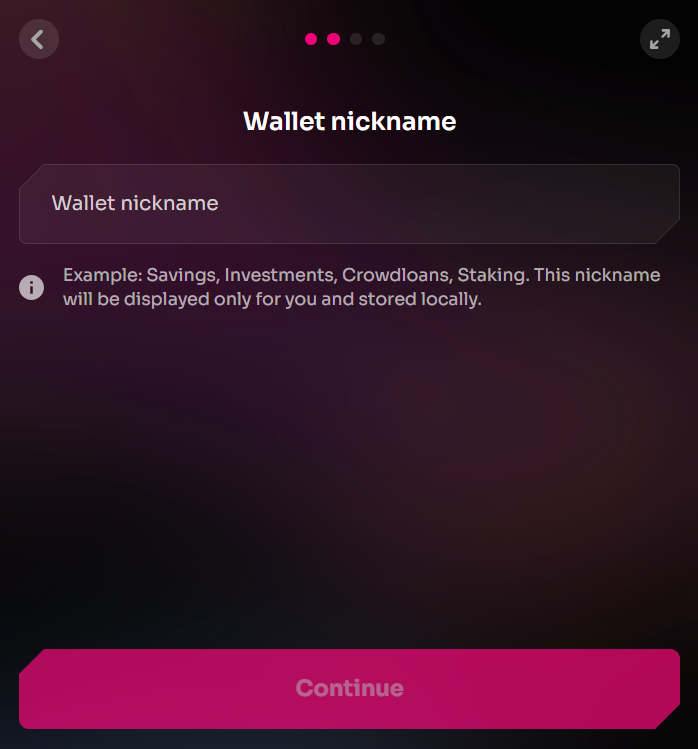 Wallet nickname
Wallet nickname
Example: Savings, Investments, Crowdloans, Staking. This nickname
will be displayed only for you and stored locally.
Continue